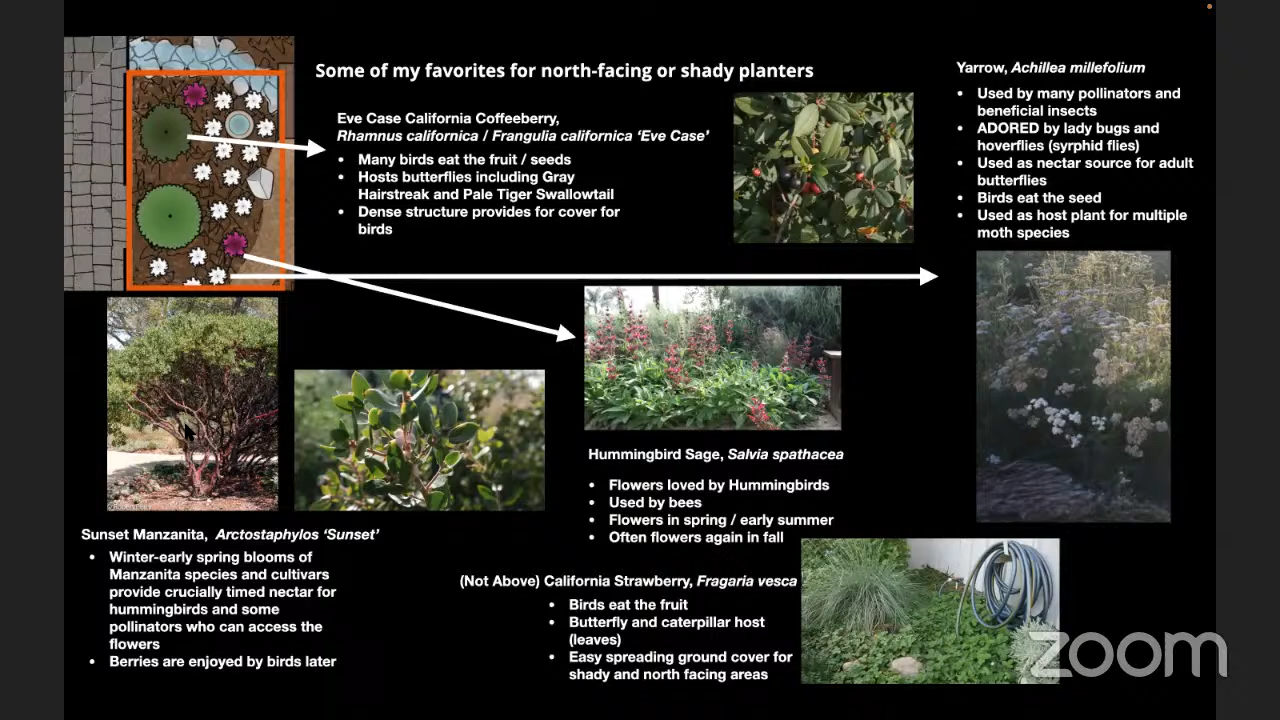 Some of my favorites for north-facing or shady planters
Eve Case California Coffeeberry,
Rhamnus californica / Frangulia californica ‘Eve Case’
• Many birds eat the fruit / seeds
• Hosts butterflies including Gray
Hairstreak and Pale Tiger Swallowtail
• Dense structure provides for cover for
birds
Yarrow, Achillea millefolium
• Used by many pollinators and
beneficial insects
• ADORED by lady bugs and
hoverflies (syrphid flies)
• Used as nectar source for adult
butterflies
• Birds eat the seed
• Used as host plant for multiple
moth species
Hummingbird Sage, Salvia spathacea
• Flowers loved by Hummingbirds
• Used by bees
• Flowers in spring / early summer
• Often flowers again in fall
Sunset Manzanita, Arctostaphylos ‘Sunset’
• Winter-early spring blooms of
Manzanita species and cultivars
provide crucially timed nectar for
hummingbirds and some
pollinators who can access the
flowers
• Berries are enjoyed by birds later
(Not Above) California Strawberry, Fragaria vesca
• Birds eat the fruit
• Butterfly and caterpillar host
(leaves)
• Easy spreading ground cover for
shady and north facing areas
zoom